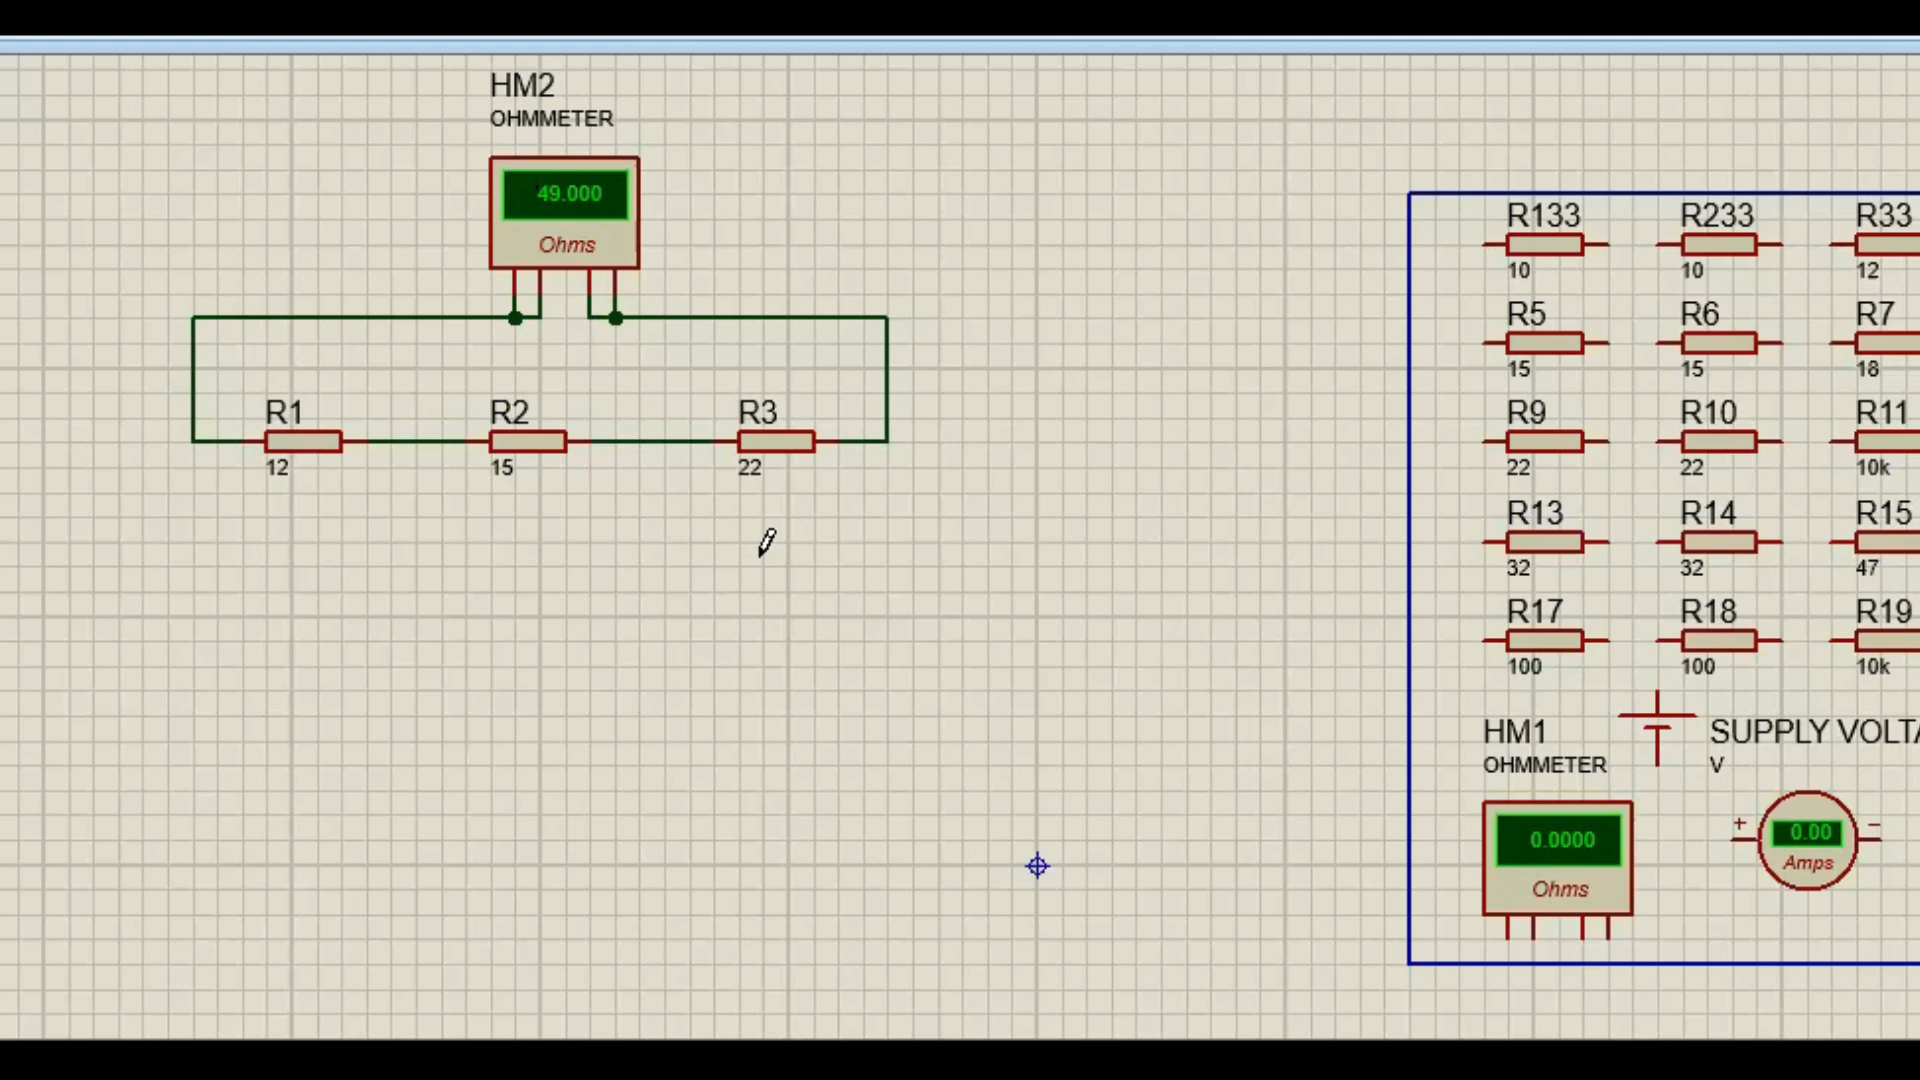 HM2
OHMMETER
49.000
Ohms
R1
12
R2
15
R3
22
R133
10
R233
10
R33
12
R5
15
R6
15
R7
18
R9
22
R10
22
R11
10k
R13
32
R14
32
R15
47
R17
100
R18
100
R19
10k
HM1
OHMMETER
0.0000
Ohms
SUPPLY VOLTA
V
+
0.00
−
Amps